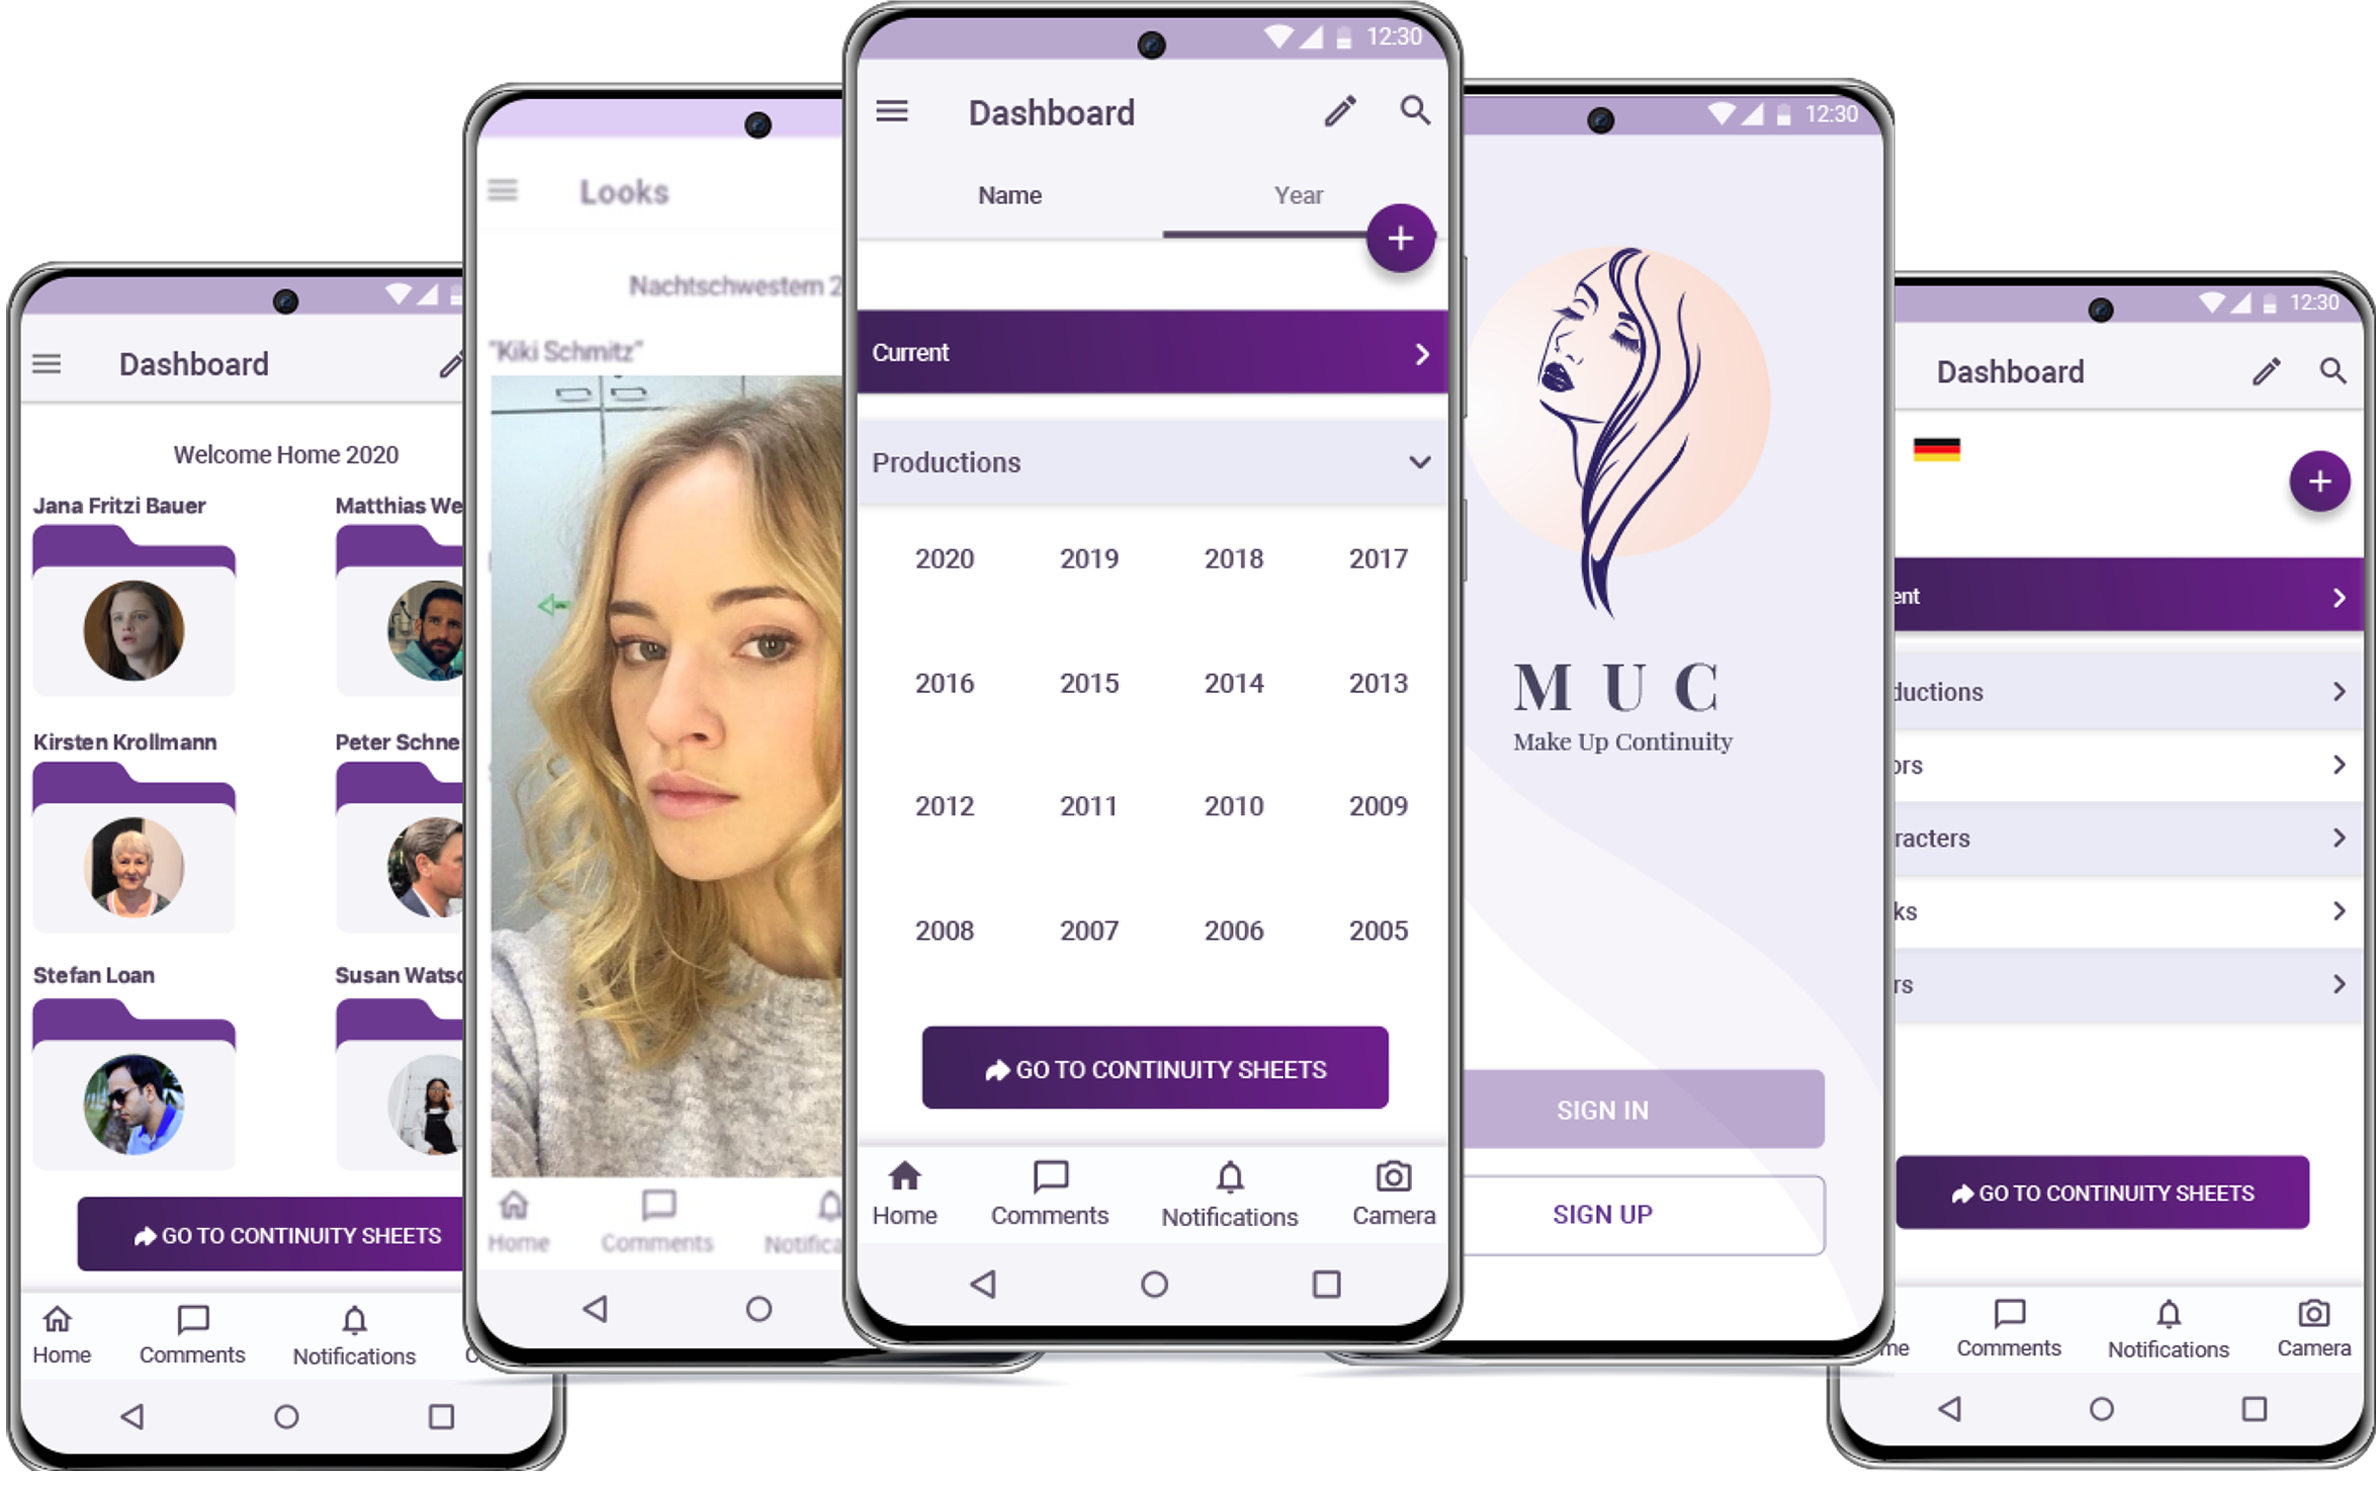 Dashboard
Welcome Home 2020
Jana Fritzi Bauer
Matthias We
Kirsten Krollmann
Peter Schne
Stefan Loan
Susan Wats
GO TO CONTINUITY SHEETS
Home Comments Notifications
Looks
Nachtschwestern 2
"Kiki Schmitz"
Home Comments Notifica
12:30
Dashboard
Name Year
+
Current
Productions
2020 2019 2018 2017
2016 2015 2014 2013
2012 2011 2010 2009
2008 2007 2006 2005
GO TO CONTINUITY SHEETS
Home Comments Notifications Camera
12:30
MUC
Make Up Continuity
SIGN IN
SIGN UP
12:30
Dashboard
+
ent
ductions
ors
racters
ks
rs
GO TO CONTINUITY SHEETS
me Comments Notifications Camera